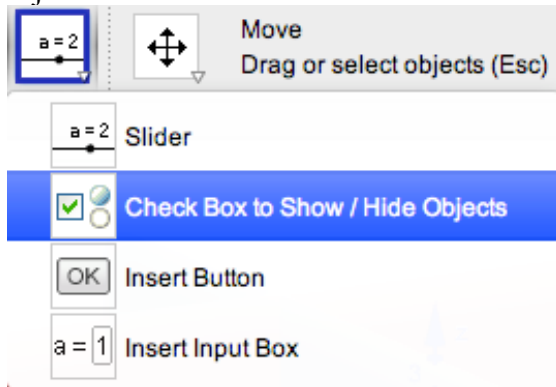 a = 2
Move
Drag or select objects (Esc)
a = 2 Slider
Check Box to Show / Hide Objects
OK Insert Button
a = 1 Insert Input Box